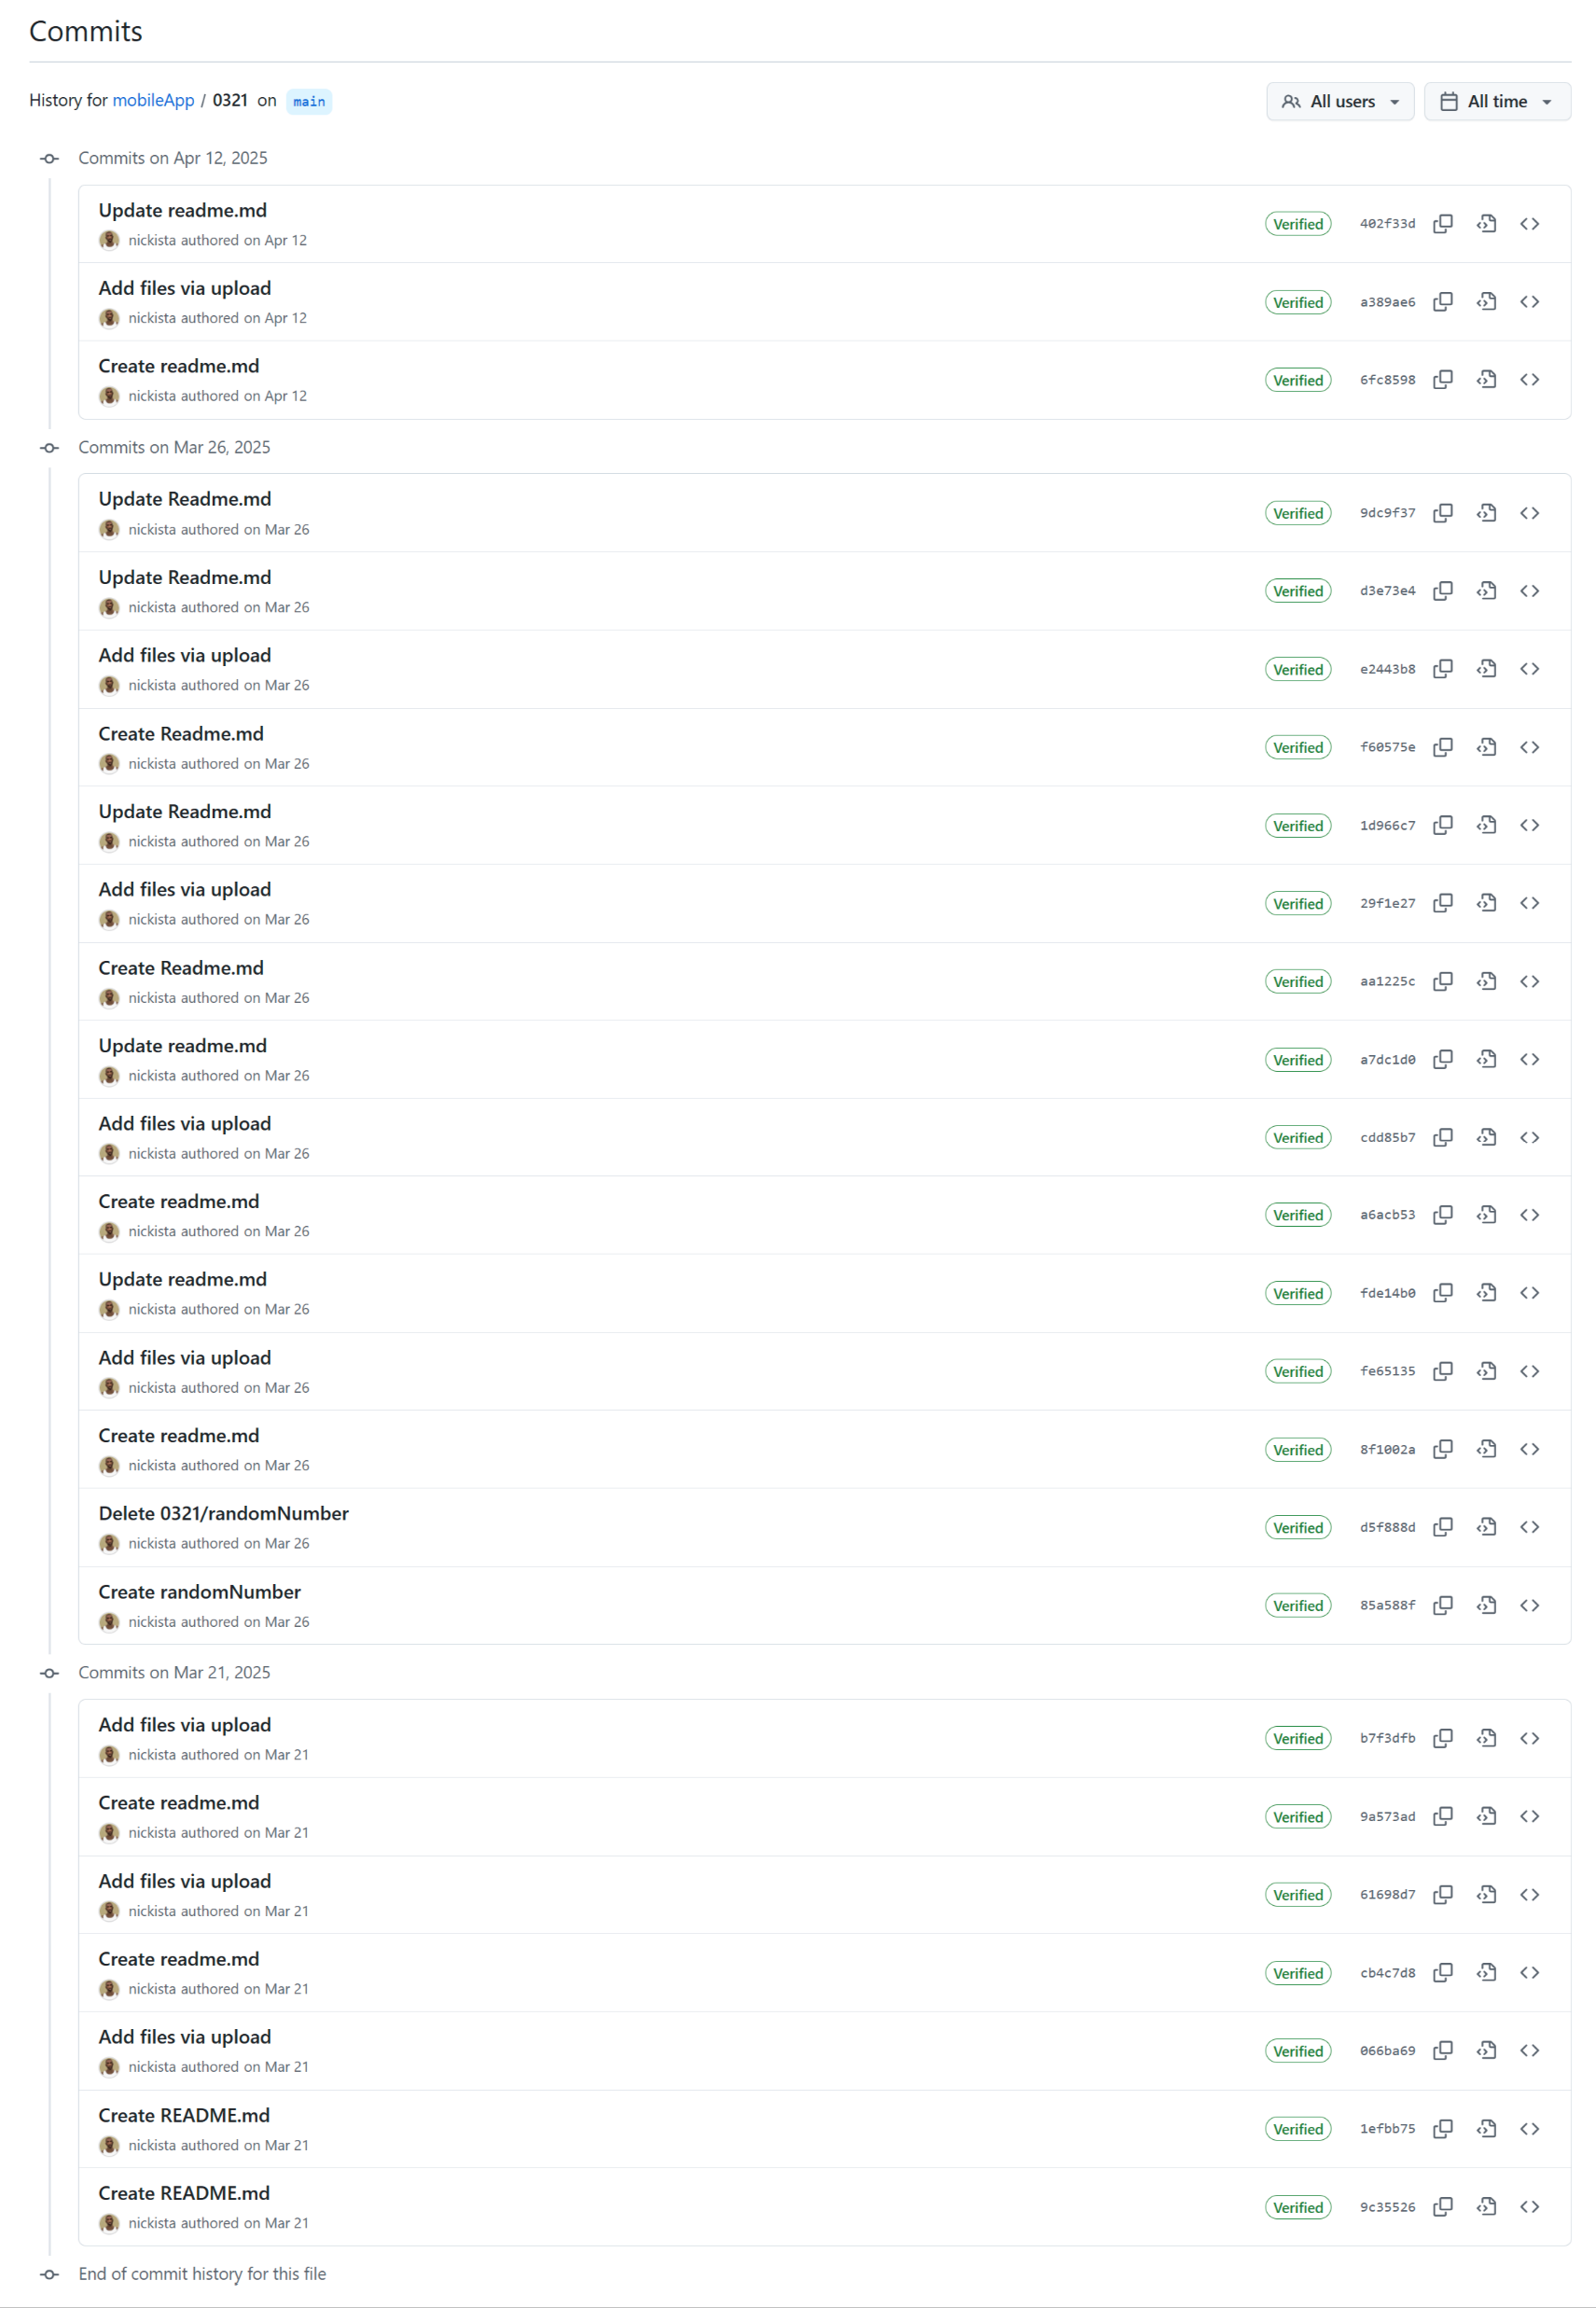 Commits
History for mobileApp / 0321 on main
All users All time
Commits on Apr 12, 2025
Update readme.md
nickista authored on Apr 12
Verified 402f33d
Add files via upload
nickista authored on Apr 12
Verified a389ae6
Create readme.md
nickista authored on Apr 12
Verified 6fc8598
Commits on Mar 26, 2025
Update Readme.md
nickista authored on Mar 26
Verified 9dc9f37
Update Readme.md
nickista authored on Mar 26
Verified d3e73e4
Add files via upload
nickista authored on Mar 26
Verified e2443b8
Create Readme.md
nickista authored on Mar 26
Verified f60575e
Update Readme.md
nickista authored on Mar 26
Verified 1d966c7
Add files via upload
nickista authored on Mar 26
Verified 29f1e27
Create Readme.md
nickista authored on Mar 26
Verified aa1225c
Update readme.md
nickista authored on Mar 26
Verified a7dc1d0
Add files via upload
nickista authored on Mar 26
Verified cdd85b7
Create readme.md
nickista authored on Mar 26
Verified a6acb53
Update readme.md
nickista authored on Mar 26
Verified fde14b0
Add files via upload
nickista authored on Mar 26
Verified fe65135
Create readme.md
nickista authored on Mar 26
Verified 8f1002a
Delete 0321/randomNumber
nickista authored on Mar 26
Verified d5f888d
Create randomNumber
nickista authored on Mar 26
Verified 85a588f
Commits on Mar 21, 2025
Add files via upload
nickista authored on Mar 21
Verified b7f3dfb
Create readme.md
nickista authored on Mar 21
Verified 9a573ad
Add files via upload
nickista authored on Mar 21
Verified 61698d7
Create readme.md
nickista authored on Mar 21
Verified cb4c7d8
Add files via upload
nickista authored on Mar 21
Verified 066ba69
Create README.md
nickista authored on Mar 21
Verified 1efbb75
Create README.md
nickista authored on Mar 21
Verified 9c35526
End of commit history for this file